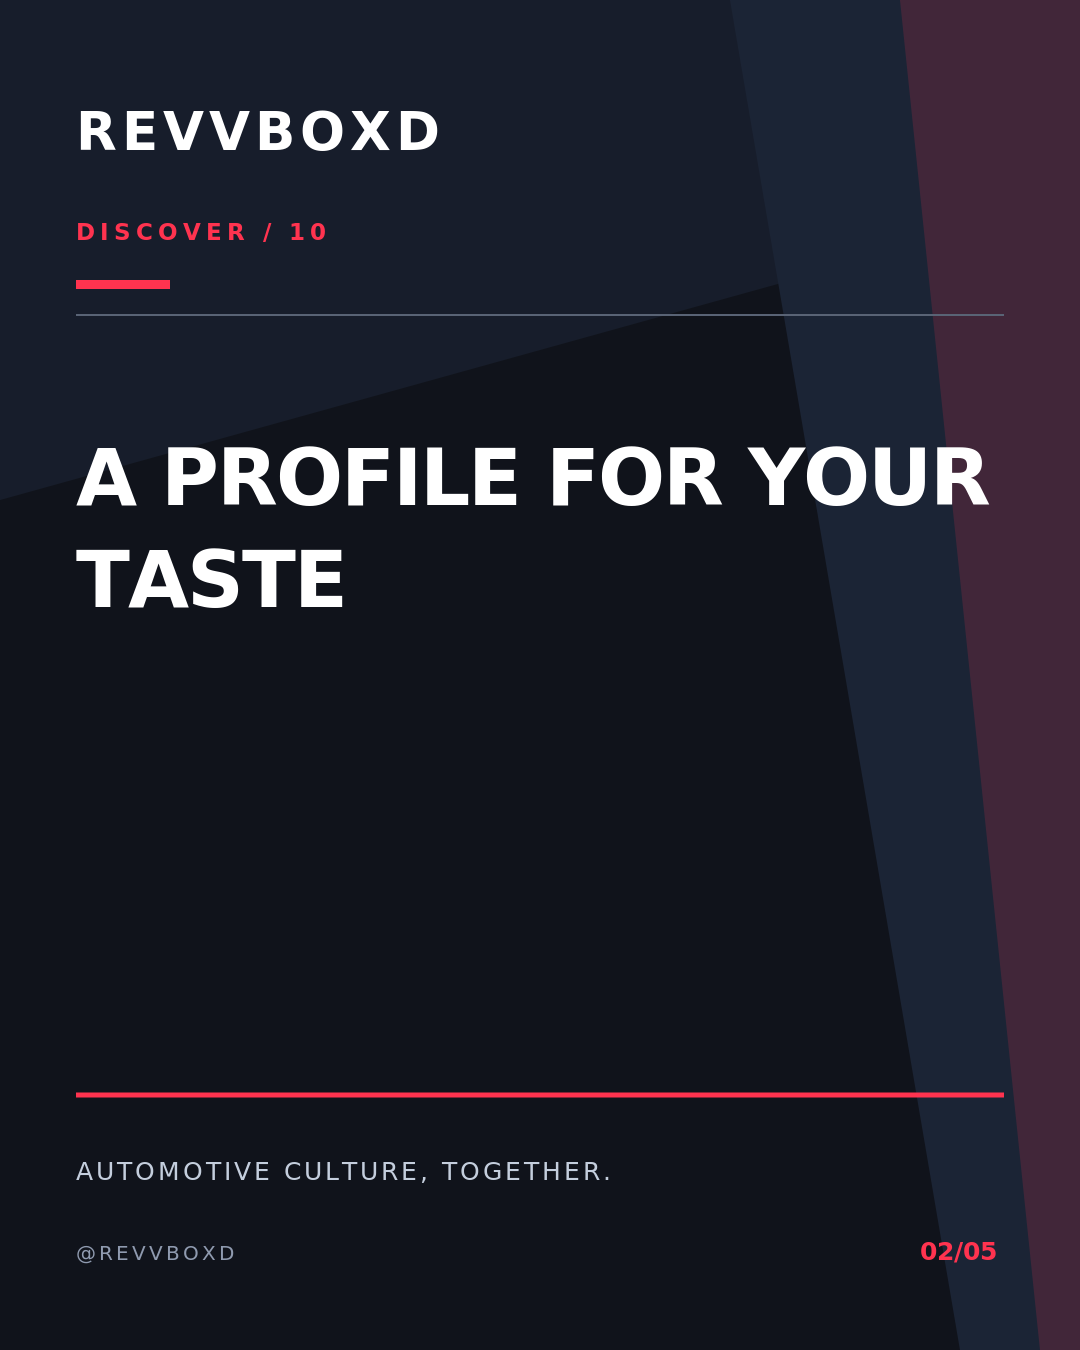 REVVBOXD
DISCOVER / 10
A PROFILE FOR YOUR
TASTE
AUTOMOTIVE CULTURE, TOGETHER.
@REVVBOXD
02/05